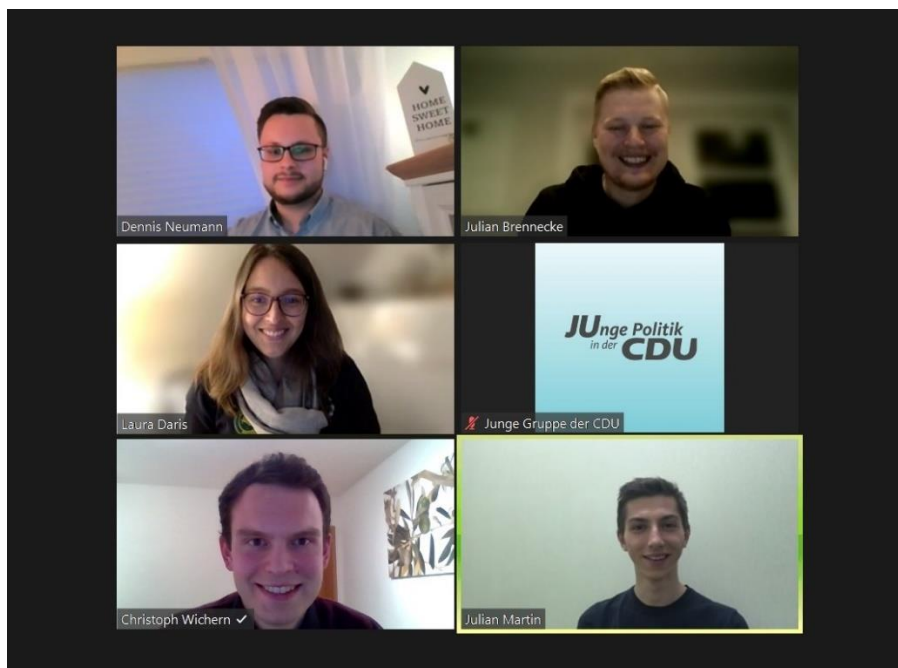 HOME
SWEET
HOME
Dennis Neumann
Julian Brennecke
Laura Daris
JUnge Politik
in der CDU
Junge Gruppe der CDU
Christoph Wichern
Julian Martin